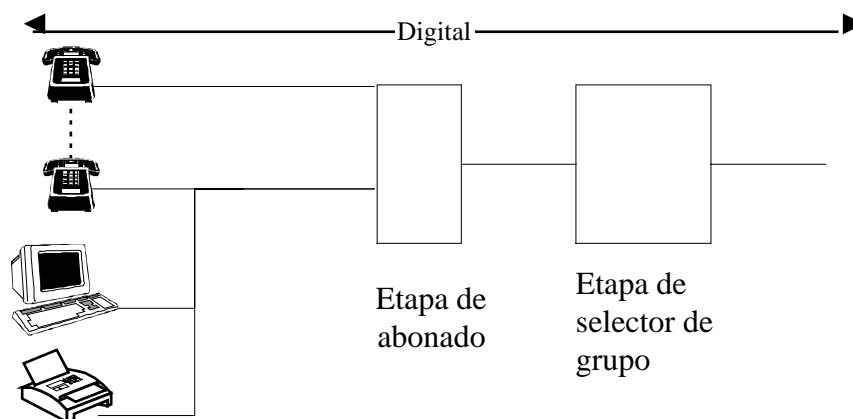 Digital
Etapa de
abonado
Etapa de
selector de
grupo